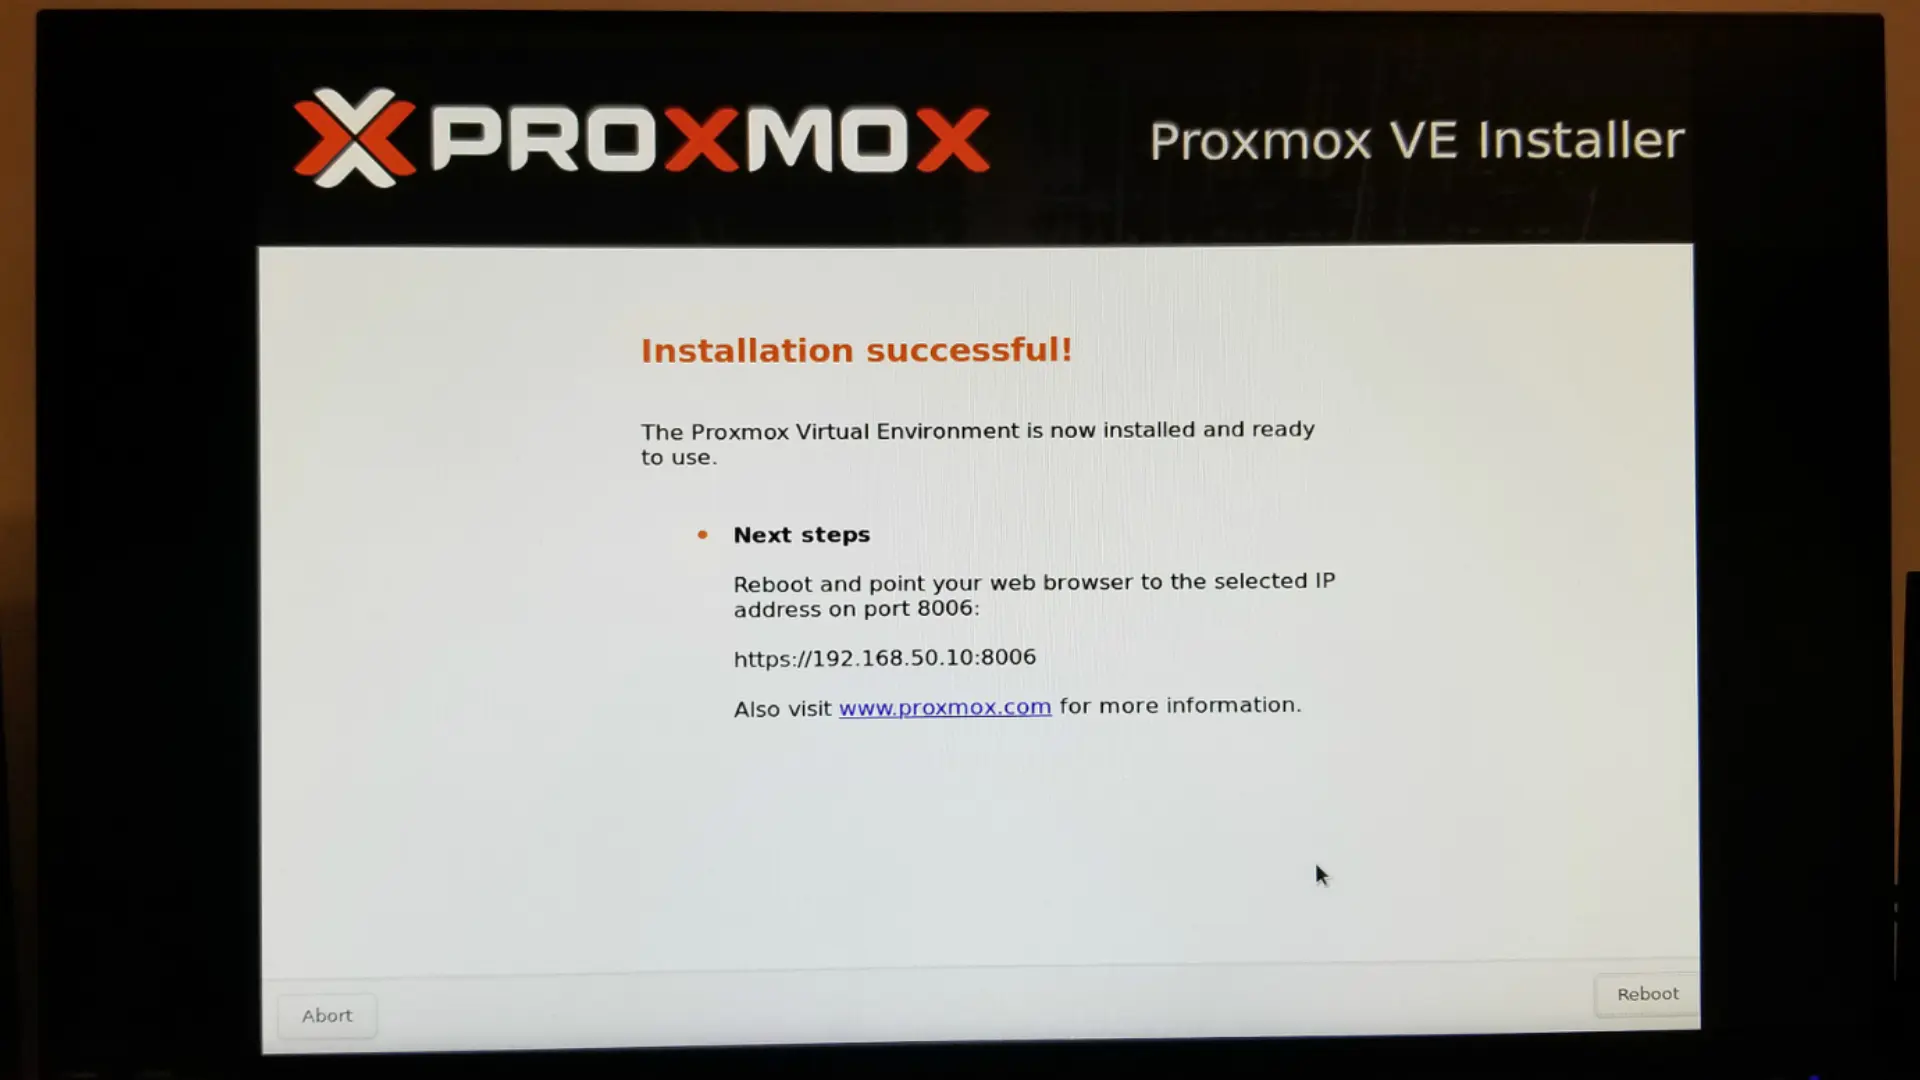 PROXMOX
Proxmox VE Installer
Installation successful!
The Proxmox Virtual Environment is now installed and ready
to use.
• Next steps
Reboot and point your web browser to the selected IP
address on port 8006:
https://192.168.50.10:8006
Also visit www.proxmox.com for more information.
Abort
Reboot